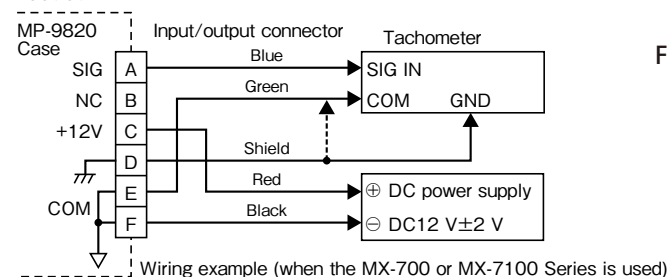 MP-9820
Case
Input/output connector
Tachometer
F
SIG A Blue SIG IN
NC B Green COM GND
+12V C
D Shield
E Red ⊕ DC power supply
COM
F Black ⊖ DC12 V±2 V
Wiring example (when the MX-700 or MX-7100 Series is used)